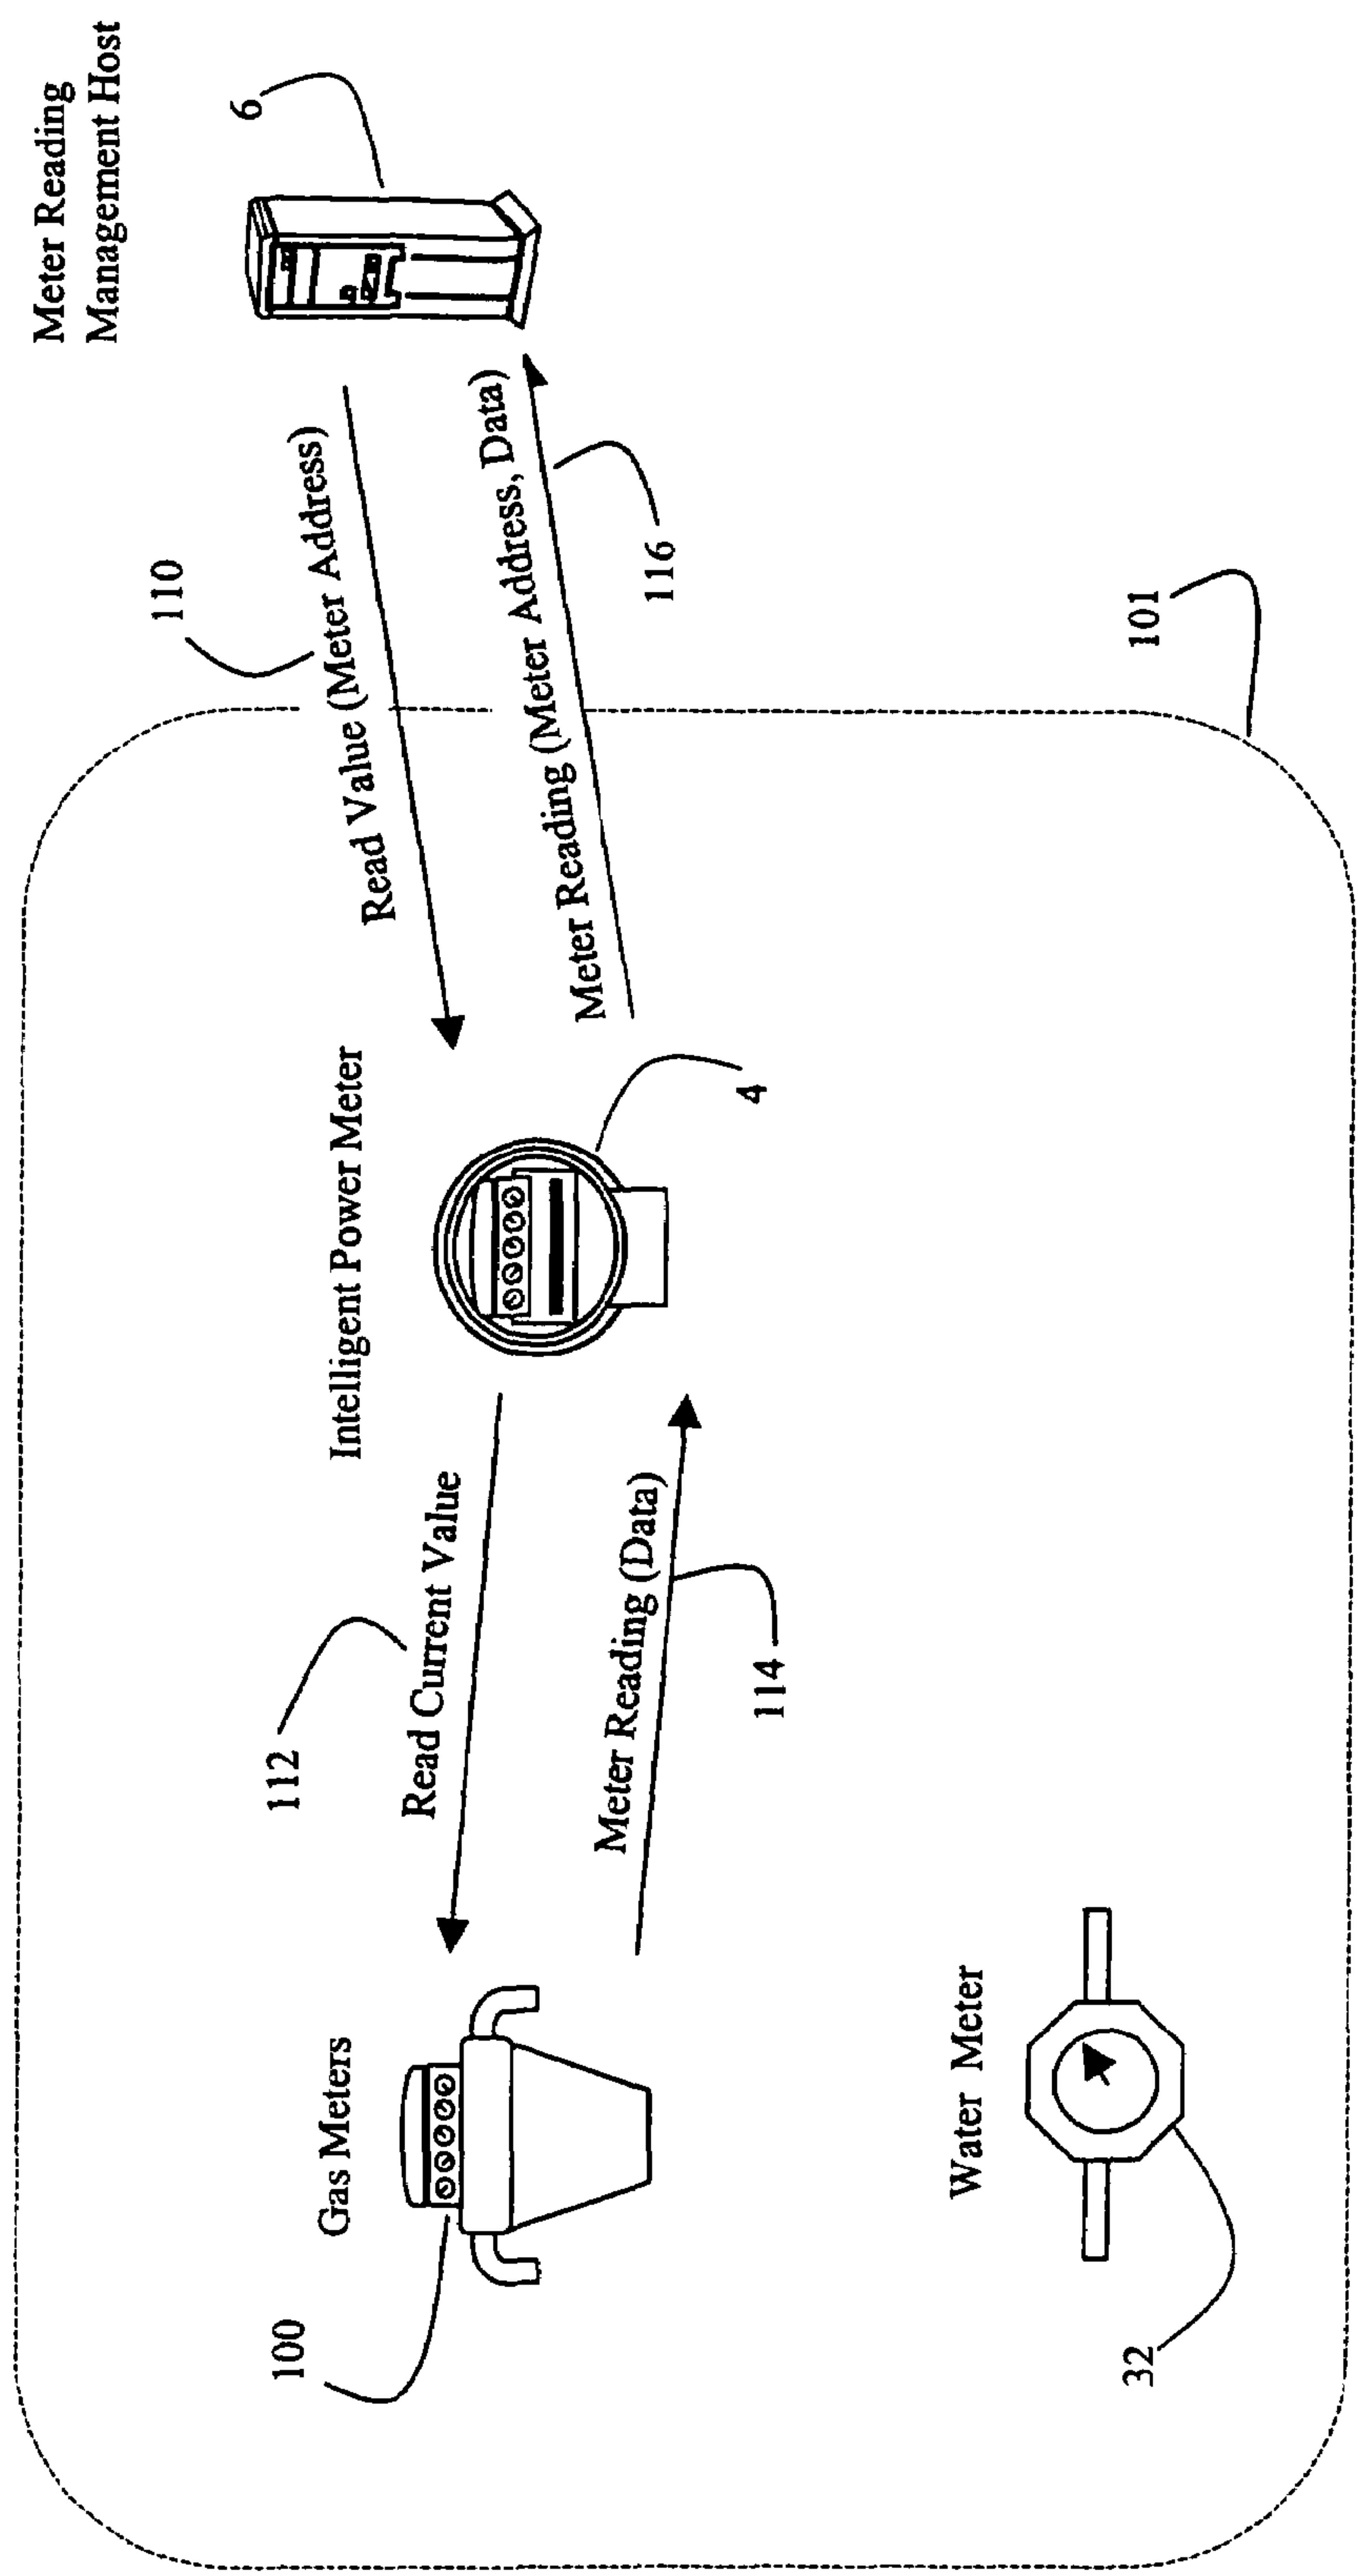 Meter Reading
Management Host
6
110
Read Value (Meter Address)
Meter Reading (Meter Address, Data)
116
101
Intelligent Power Meter
4
112
Read Current Value
Meter Reading (Data)
114
Gas Meters
100
Water Meter
32